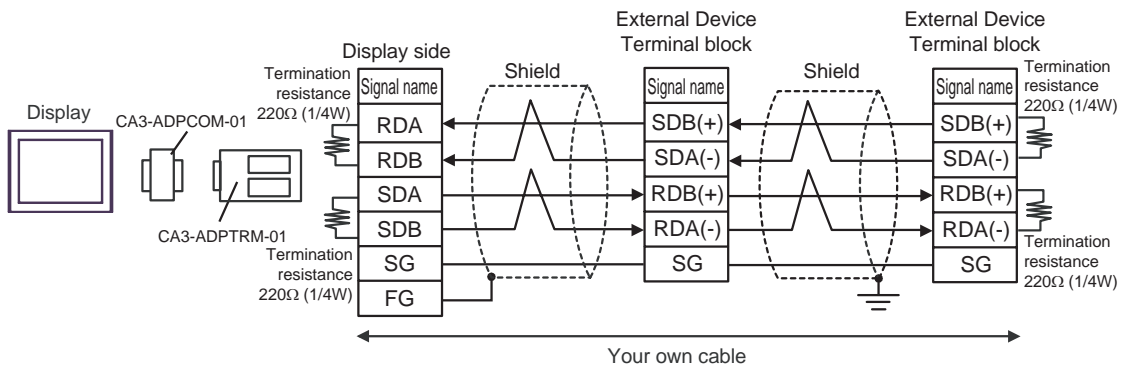 External Device
Terminal block
External Device
Terminal block
Display side
Shield
Shield
Display
CA3-ADPCOM-01
CA3-ADPTRM-01
Termination
resistance
220Ω (1/4W)
Termination
resistance
220Ω (1/4W)
Signal name
RDA
RDB
SDA
SDB
SG
FG
Signal name
SDB(+)
SDA(-)
RDB(+)
RDA(-)
SG
Signal name
SDB(+)
SDA(-)
RDB(+)
RDA(-)
SG
Termination
resistance
220Ω (1/4W)
Termination
resistance
220Ω (1/4W)
Your own cable